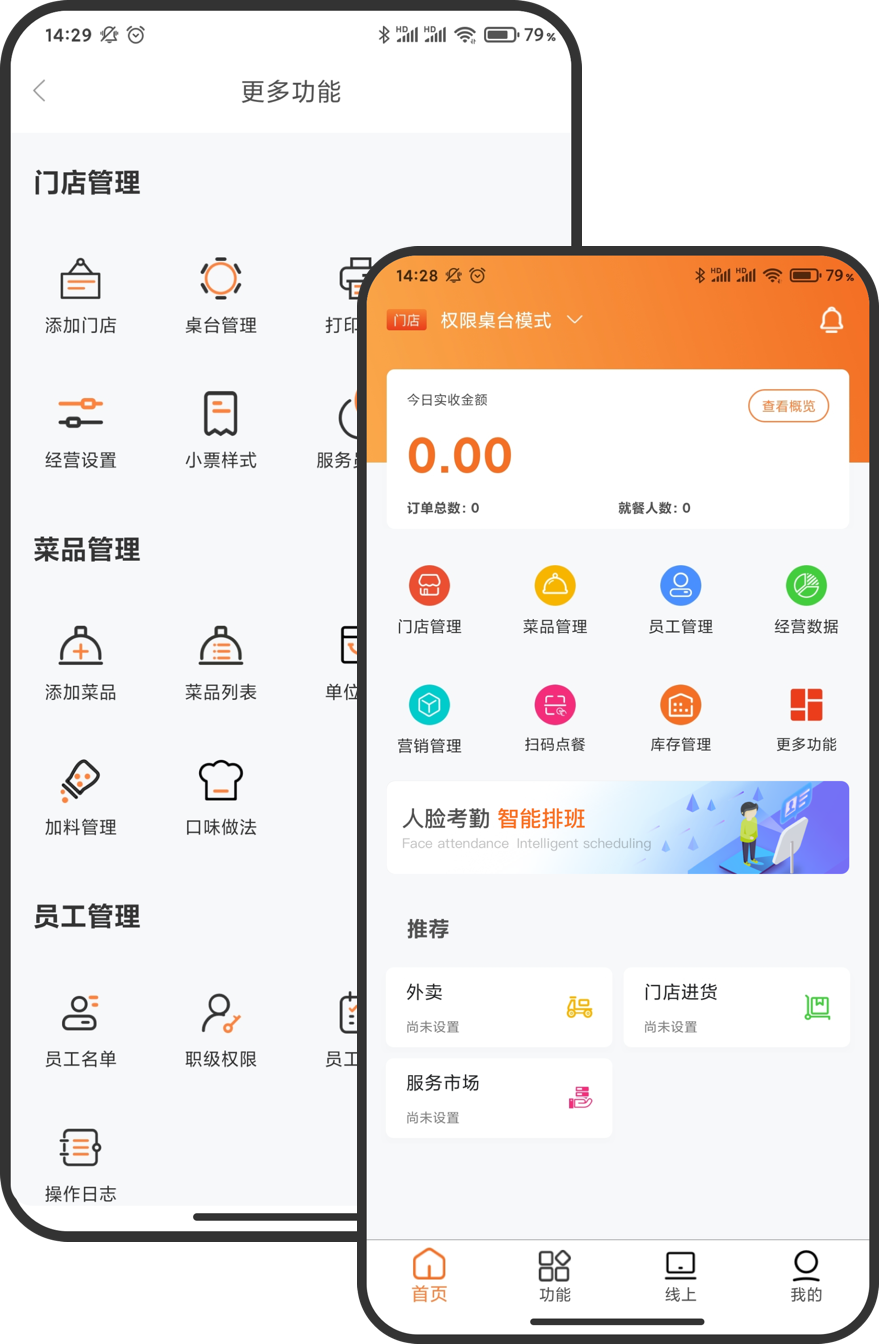 14:29
HD HD 79%
更多功能
门店管理
添加门店 桌台管理 打印
经营设置 小票样式 服务员
菜品管理
添加菜品 菜品列表 单位
加料管理 口味做法
员工管理
员工名单 职级权限 员工
操作日志
14:28
HD HD 79%
门店 权限桌台模式
今日实收金额 查看概览
0.00
订单总数: 0 就餐人数: 0
门店管理 菜品管理 员工管理 经营数据
营销管理 扫码点餐 库存管理 更多功能
人脸考勤 智能排班
Face attendance Intelligent scheduling
推荐
外卖 门店进货
尚未设置 尚未设置
服务市场
尚未设置
首页 功能 线上 我的